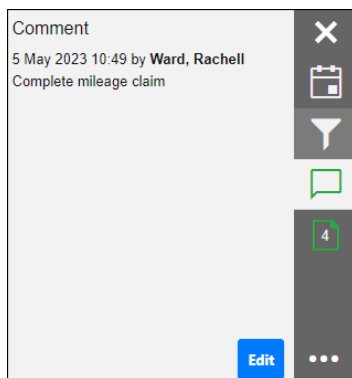 Comment
5 May 2023 10:49 by Ward, Rachell
Complete mileage claim
4
Edit